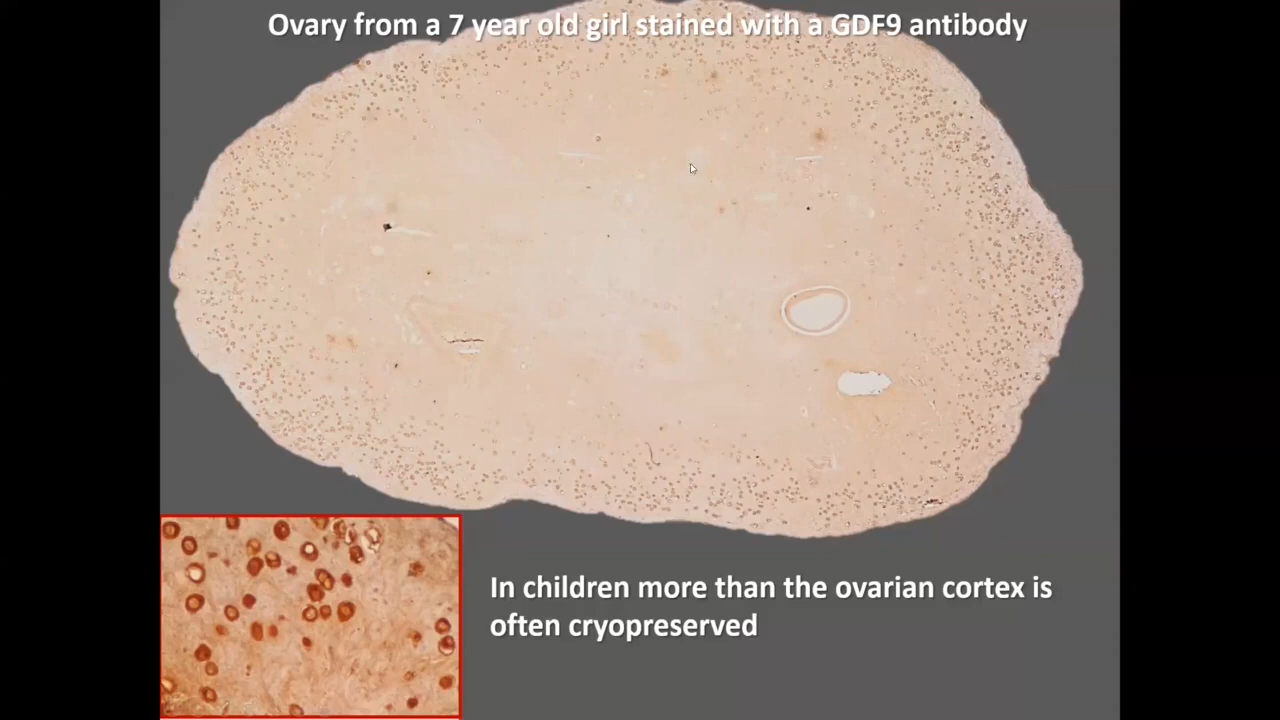 Ovary from a 7 year old girl stained with a GDF9 antibody
In children more than the ovarian cortex is
often cryopreserved